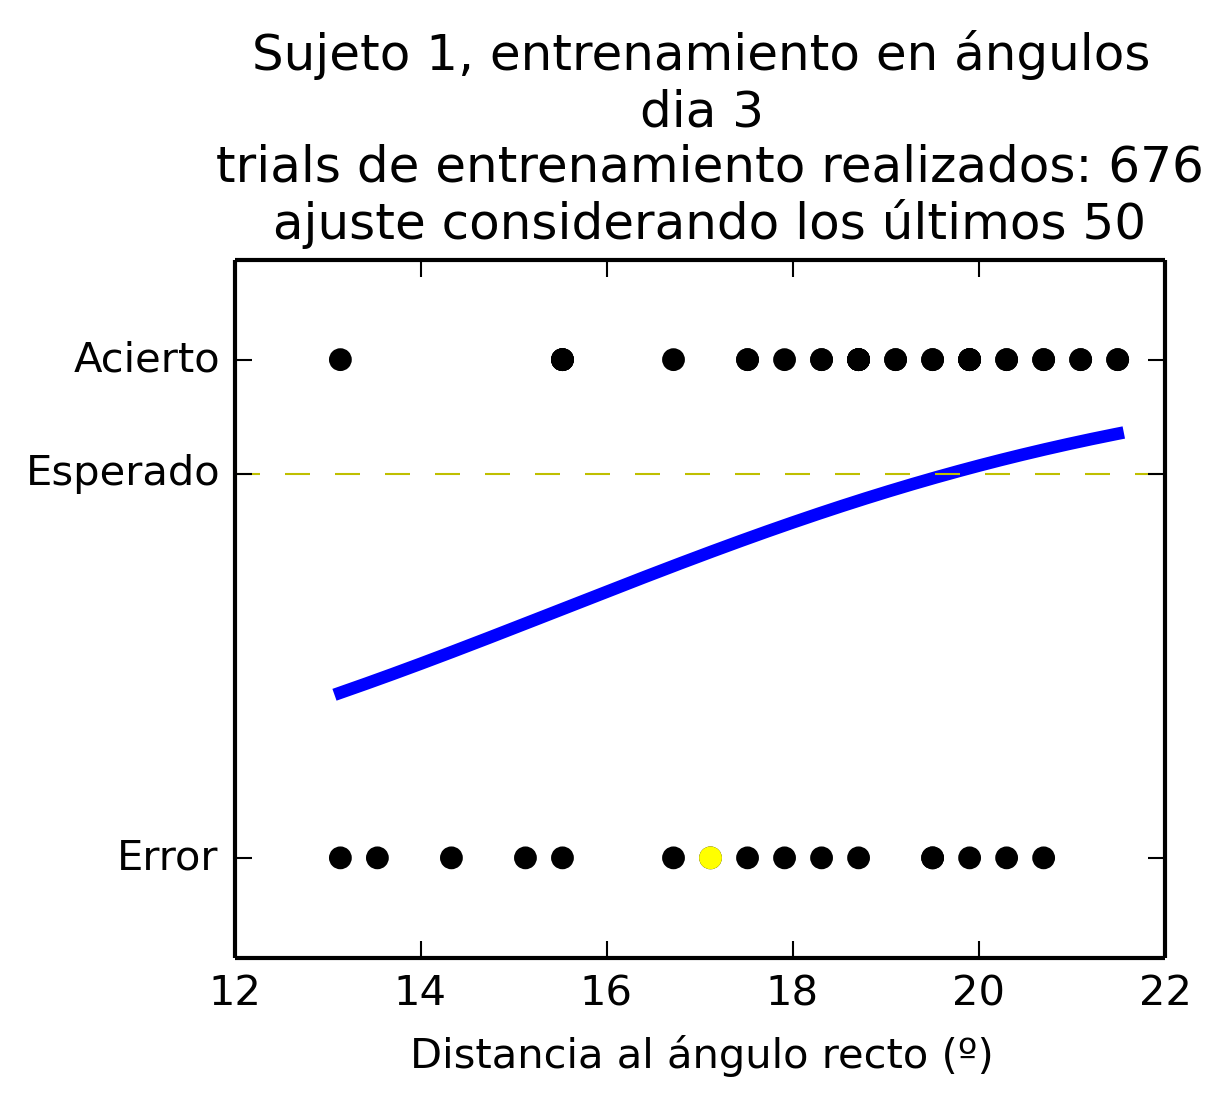 Sujeto 1, entrenamiento en ángulos
dia 3
trials de entrenamiento realizados: 676
ajuste considerando los últimos 50
Acierto
Esperado
Error
12 14 16 18 20 22
Distancia al ángulo recto (º)